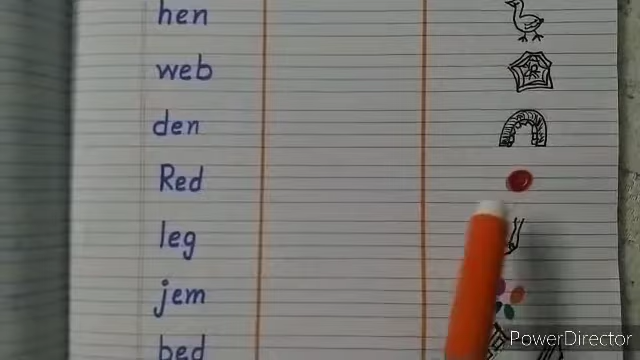 hen
web
den
Red
leg
jem
bed
PowerDirector